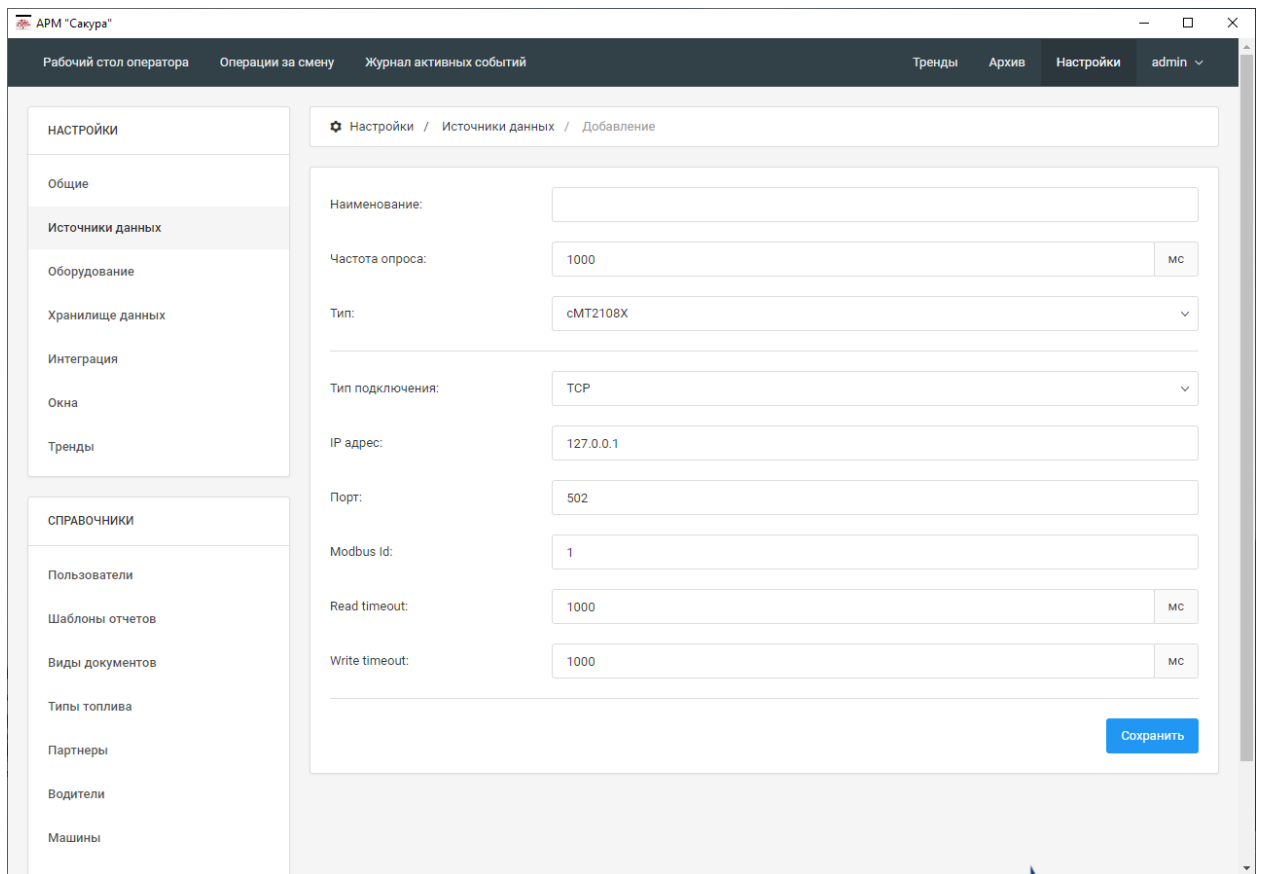 АРМ "Сакура"
Рабочий стол оператора Операции за смену Журнал активных событий Тренды Архив Настройки admin
НАСТРОЙКИ
Общие
Источники данных
Оборудование
Хранилище данных
Интеграция
Окна
Тренды
СПРАВОЧНИКИ
Пользователи
Шаблоны отчетов
Виды документов
Типы топлива
Партнеры
Водители
Машины
Настройки / Источники данных / Добавление
Наименование:
Частота опроса: 1000 мс
Тип: cMT2108X
Тип подключения: TCP
IP адрес: 127.0.0.1
Порт: 502
Modbus Id: 1
Read timeout: 1000 мс
Write timeout: 1000 мс
Сохранить